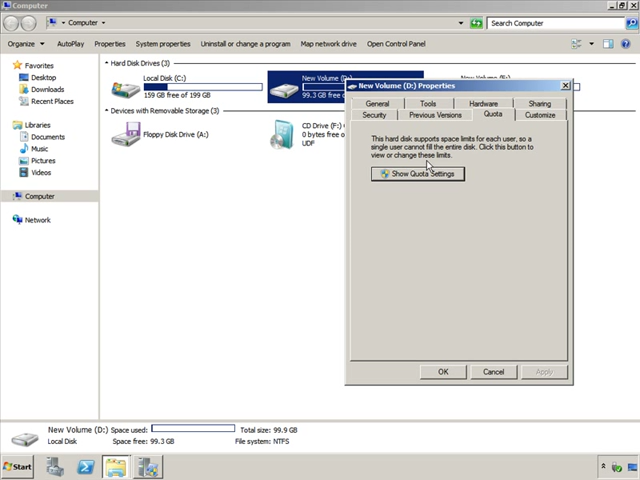 Computer
Computer
Search Computer
Organize
AutoPlay
Properties
System properties
Uninstall or change a program
Map network drive
Open Control Panel
Favorites
Desktop
Downloads
Recent Places
Libraries
Documents
Music
Pictures
Videos
Computer
Network
Hard Disk Drives (3)
Local Disk (C:)
159 GB free of 199 GB
New Volume (D:)
99.3 GB f
Devices with Removable Storage (3)
Floppy Disk Drive (A:)
CD Drive (F:)
0 bytes fre
UDF
New Volume (D:) Properties
General
Tools
Hardware
Sharing
Security
Previous Versions
Quota
Customize
This hard disk supports space limits for each user, so a
single user cannot fill the entire disk. Click this button to
view or change these limits.
Show Quota Settings
OK
Cancel
Apply
New Volume (D:) Space used: Total size: 99.9 GB
Local Disk Space free: 99.3 GB File system: NTFS
Start